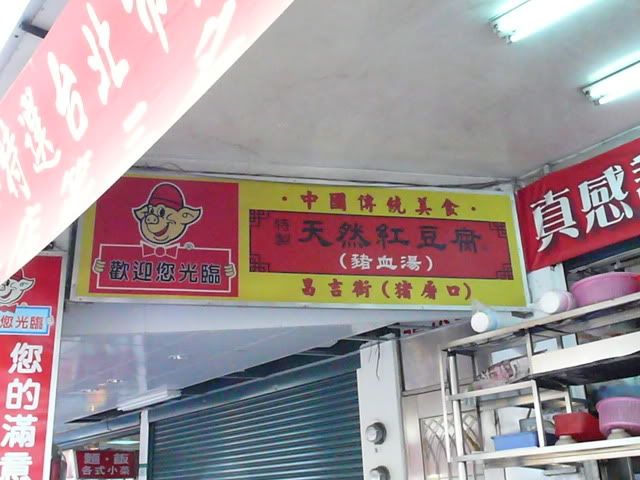 特選台北市
歡迎您光臨
·中國傳統美食·
特製
天然紅豆腐
(豬血湯)
昌吉街(猪屠口)
真感
您光臨
您的滿意
麵·飯
各式小菜